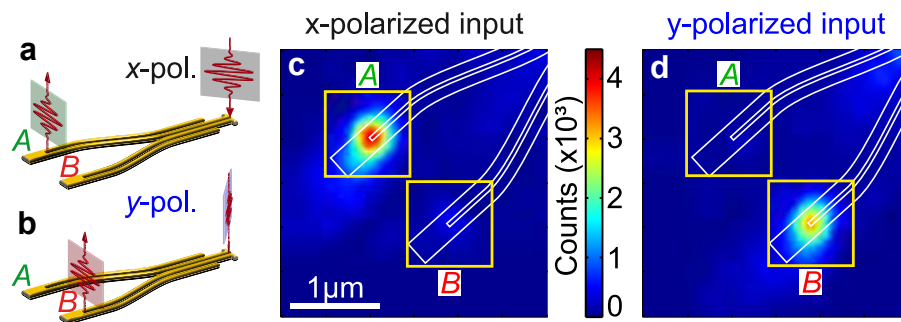 x-polarized input
y-polarized input
a
x-pol.
A
B
b
y-pol.
A
B
c
A
B
1μm
Counts (x10³)
4
3
2
1
0
d
A
B